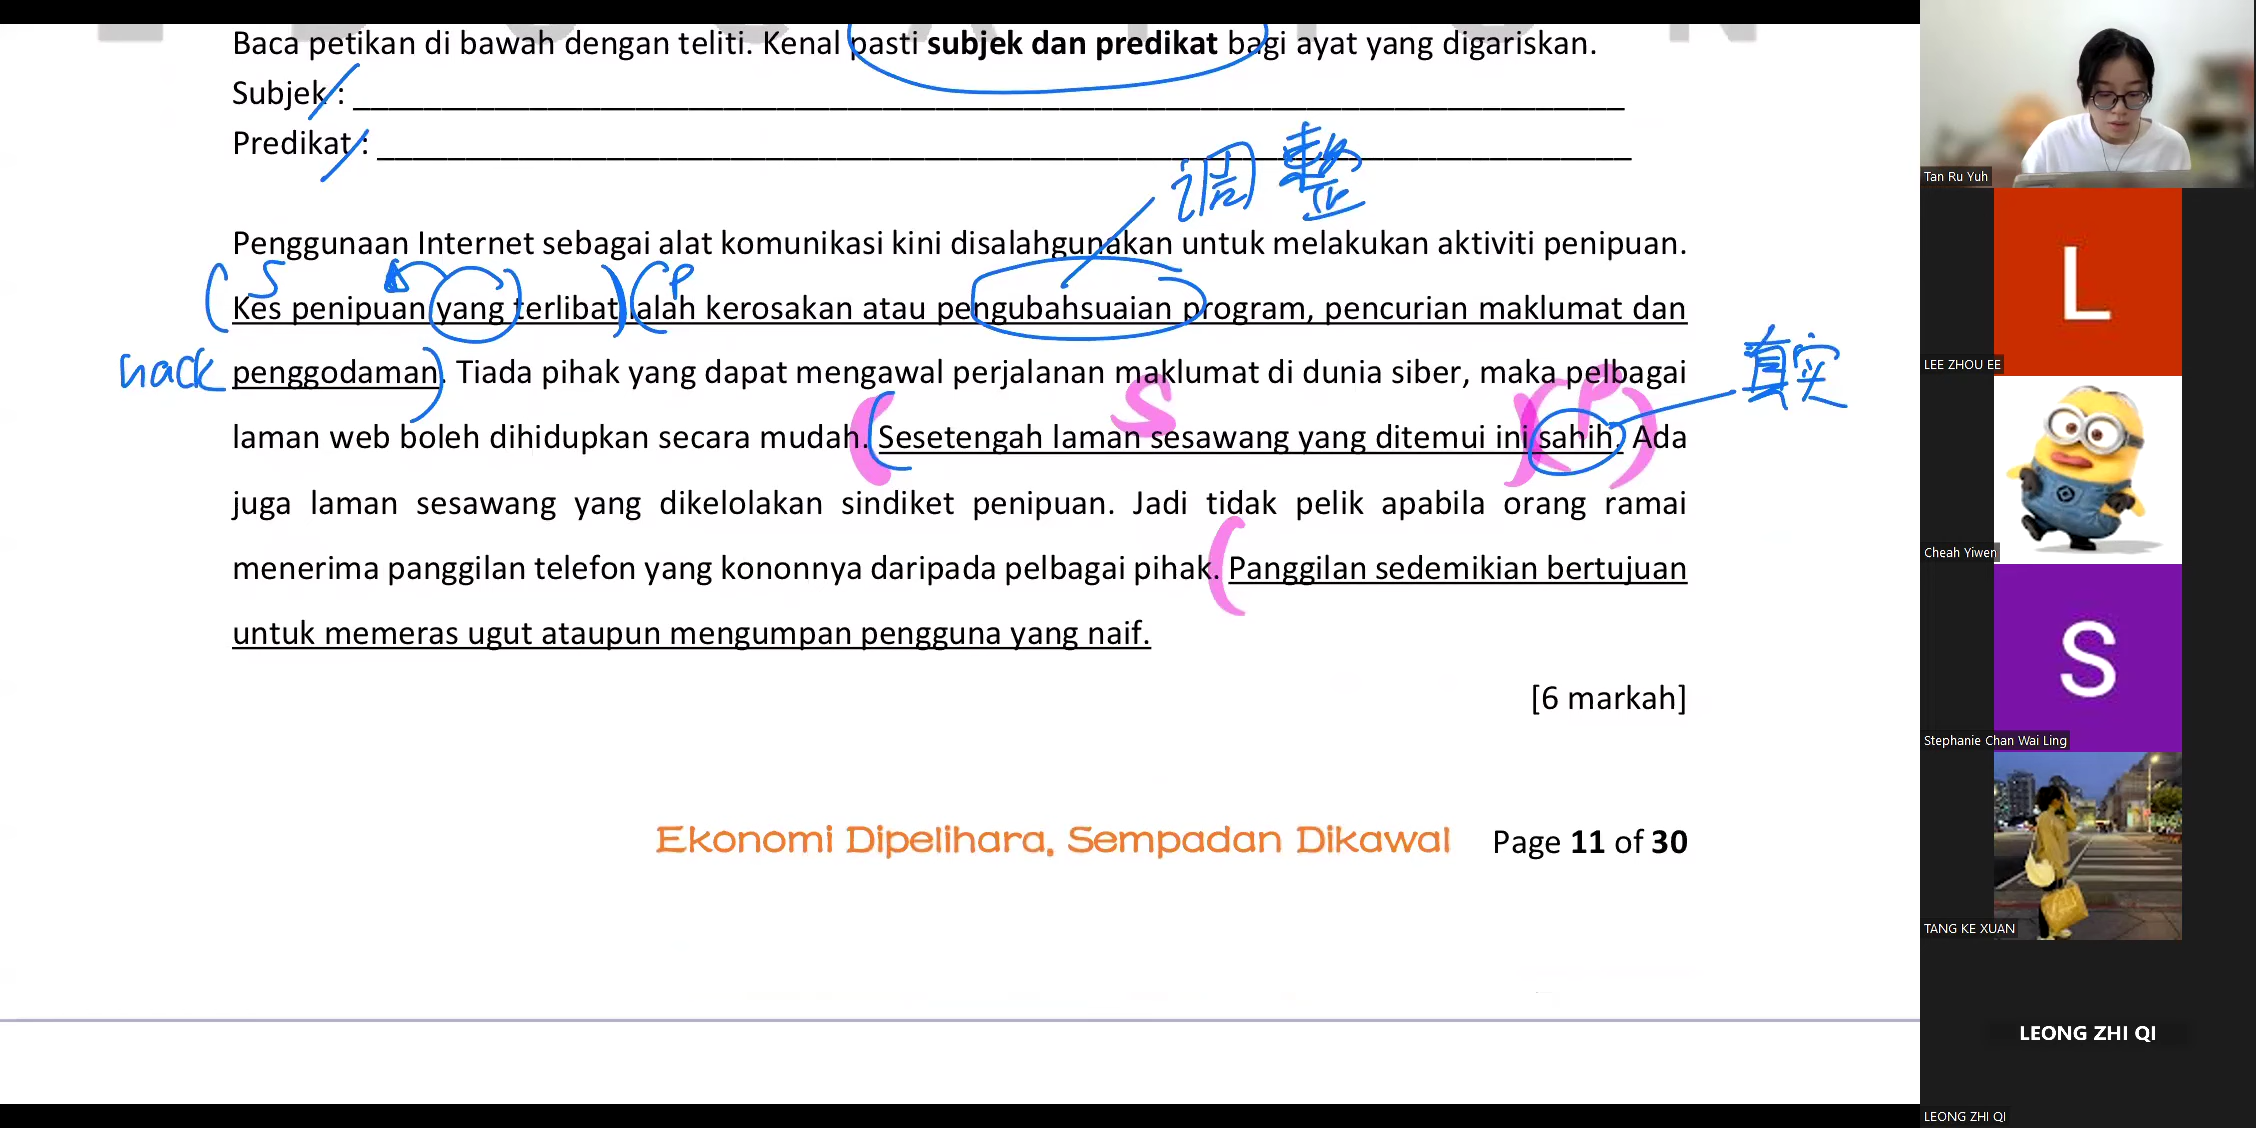 Baca petikan di bawah dengan teliti. Kenal pasti subjek dan predikat bagi ayat yang digariskan.
Subjek :
Predikat :
调整
Penggunaan Internet sebagai alat komunikasi kini disalahgunakan untuk melakukan aktiviti penipuan.
S
P
Kes penipuan yang terlibat ialah kerosakan atau pengubahsuaian program, pencurian maklumat dan
hack penggodaman. Tiada pihak yang dapat mengawal perjalanan maklumat di dunia siber, maka pelbagai
真实
S
P
laman web boleh dihidupkan secara mudah. Sesetengah laman sesawang yang ditemui ini sahih. Ada
juga laman sesawang yang dikelolakan sindiket penipuan. Jadi tidak pelik apabila orang ramai
menerima panggilan telefon yang kononnya daripada pelbagai pihak. Panggilan sedemikian bertujuan
untuk memeras ugut ataupun mengumpan pengguna yang naif.
[6 markah]
Ekonomi Dipelihara, Sempadan Dikawal Page 11 of 30
Tan Ru Yuh
L
LEE ZHOU EE
Cheah Yiwen
S
Stephanie Chan Wai Ling
TANG KE XUAN
LEONG ZHI QI
LEONG ZHI QI